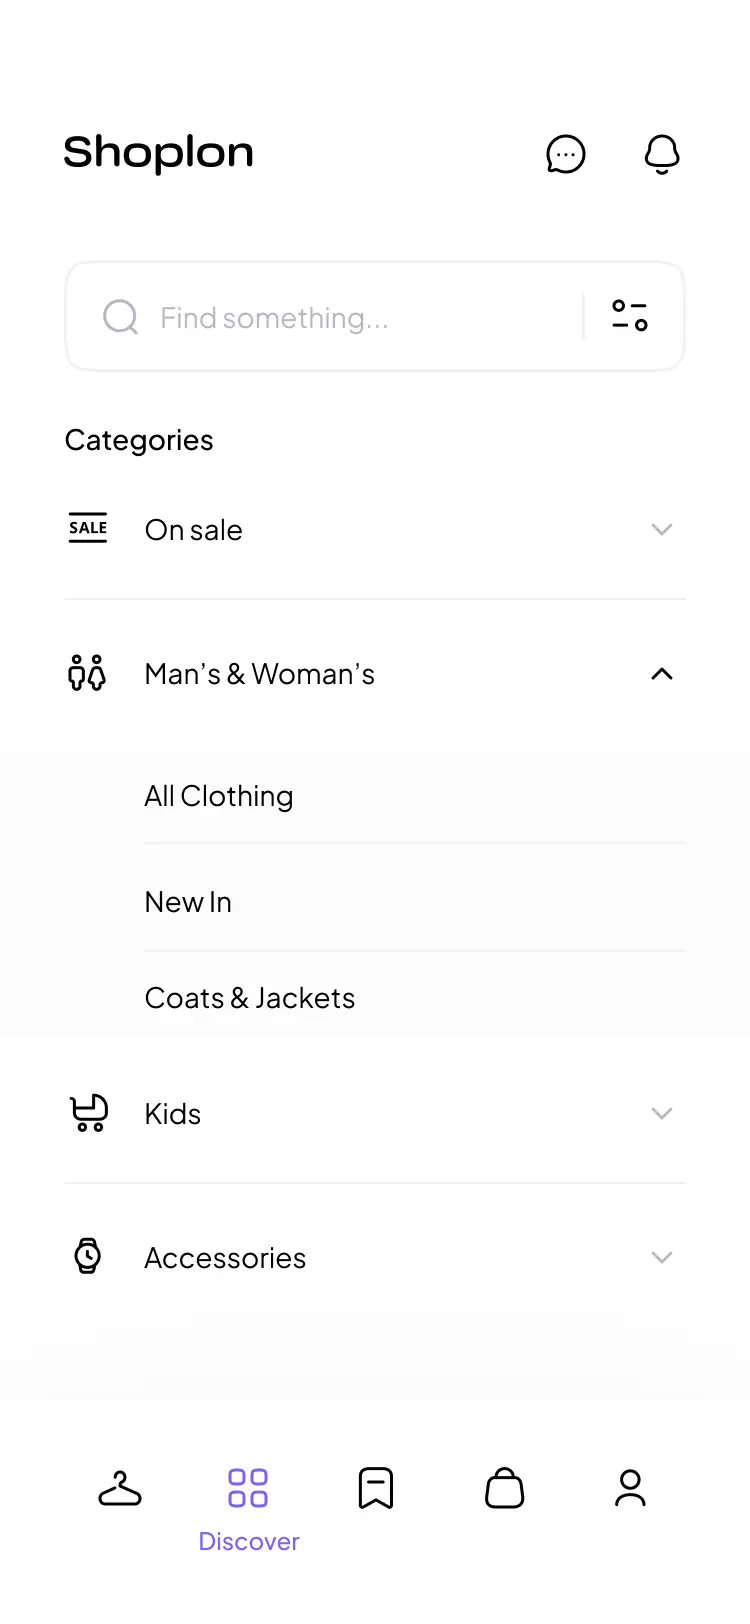 Shoplon
Find something...
Categories
SALE
On sale
Man’s & Woman’s
All Clothing
New In
Coats & Jackets
Kids
Accessories
Discover